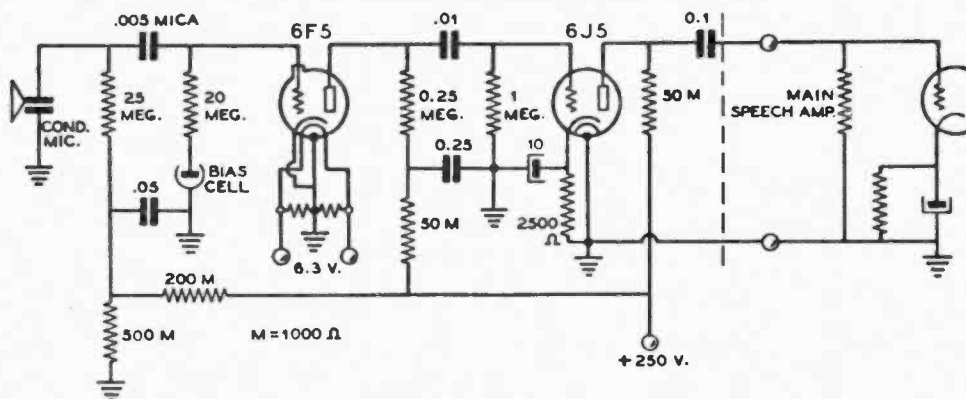 .005 MICA
6F5
.01
6J5
0.1
25
MEG.
20
MEG.
COND.
MIC.
BIAS
CELL
.05
0.25
MEG.
1
MEG.
0.25
10
50 M
MAIN
SPEECH AMP.
50 M
2500
Ω
6.3 V.
200 M
500 M
M = 1000 Ω
+250 V.